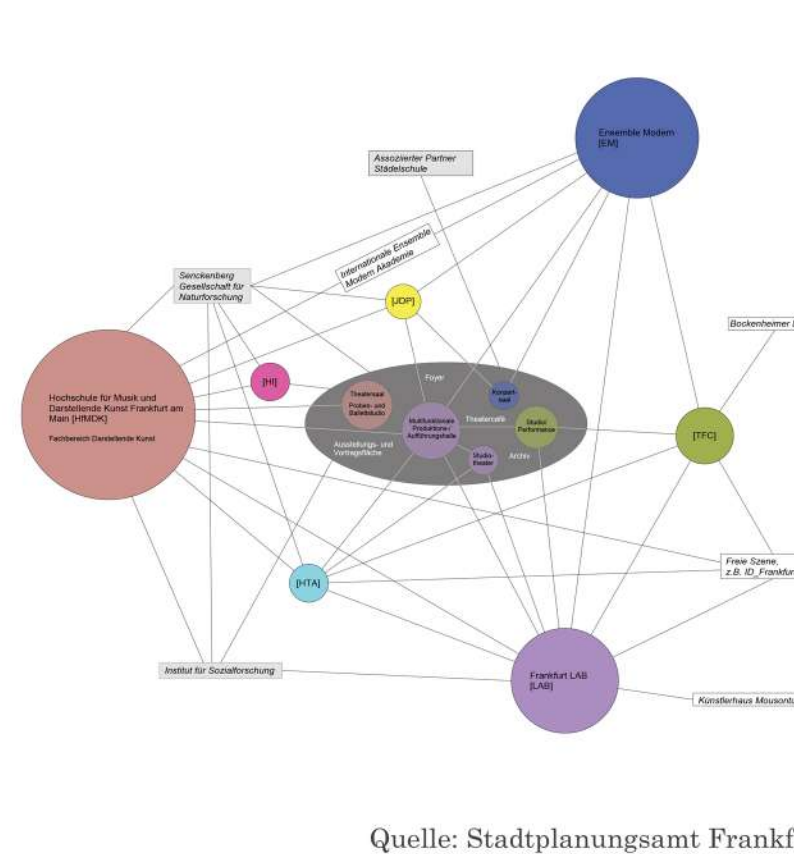 Ensemble Modern
[EM]
Assoziierter Partner
Städelschule
Internationale Ensemble
Modern Akademie
Senckenberg
Gesellschaft für
Naturforschung
[JDP]
Bockenheimer
[HI]
Foyer
Theatersaal
Proben- und
Ballettstudio
Konzert-
saal
Hochschule für Musik und
Darstellende Kunst Frankfurt am
Main [HfMDK]
Fachbereich Darstellende Kunst
Multifunktionale
Produktions-/
Aufführungshalle
Theatercafé
Studio/
Performance
[TFC]
Ausstellungs- und
Vortragsfläche
Studio-
theater
Archiv
Freie Szene,
z.B. ID_Frankfur
[HTA]
Institut für Sozialforschung
Frankfurt LAB
[LAB]
Künstlerhaus Mousontu
Quelle: Stadtplanungsamt Frankf